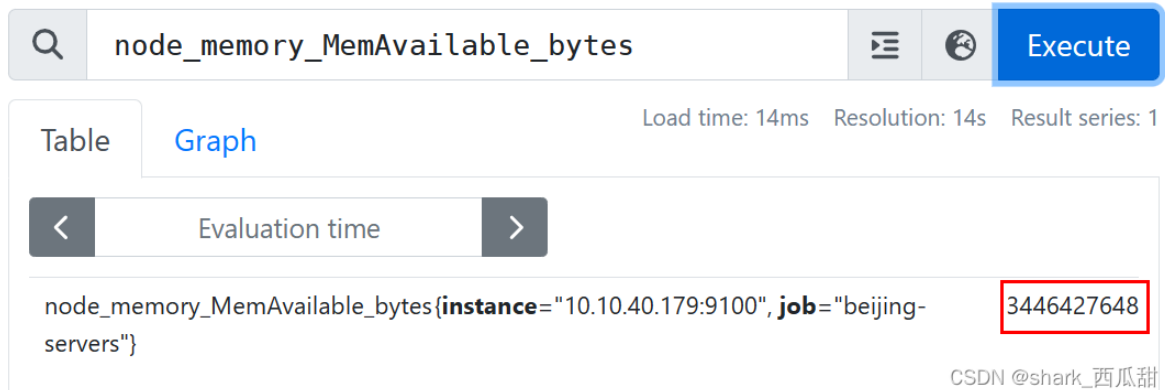 node_memory_MemAvailable_bytes
Execute
Load time: 14ms Resolution: 14s Result series: 1
Table Graph
Evaluation time
node_memory_MemAvailable_bytes{instance="10.10.40.179:9100", job="beijing-
servers"}
3446427648
CSDN @shark_西瓜甜